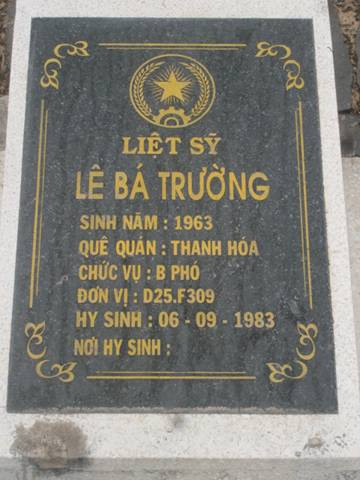 LIỆT SỸ
LÊ BÁ TRƯỜNG
SINH NĂM : 1963
QUÊ QUÁN : THANH HÓA
CHỨC VỤ : B PHÓ
ĐƠN VỊ : D25.F309
HY SINH : 06 - 09 - 1983
NƠI HY SINH :